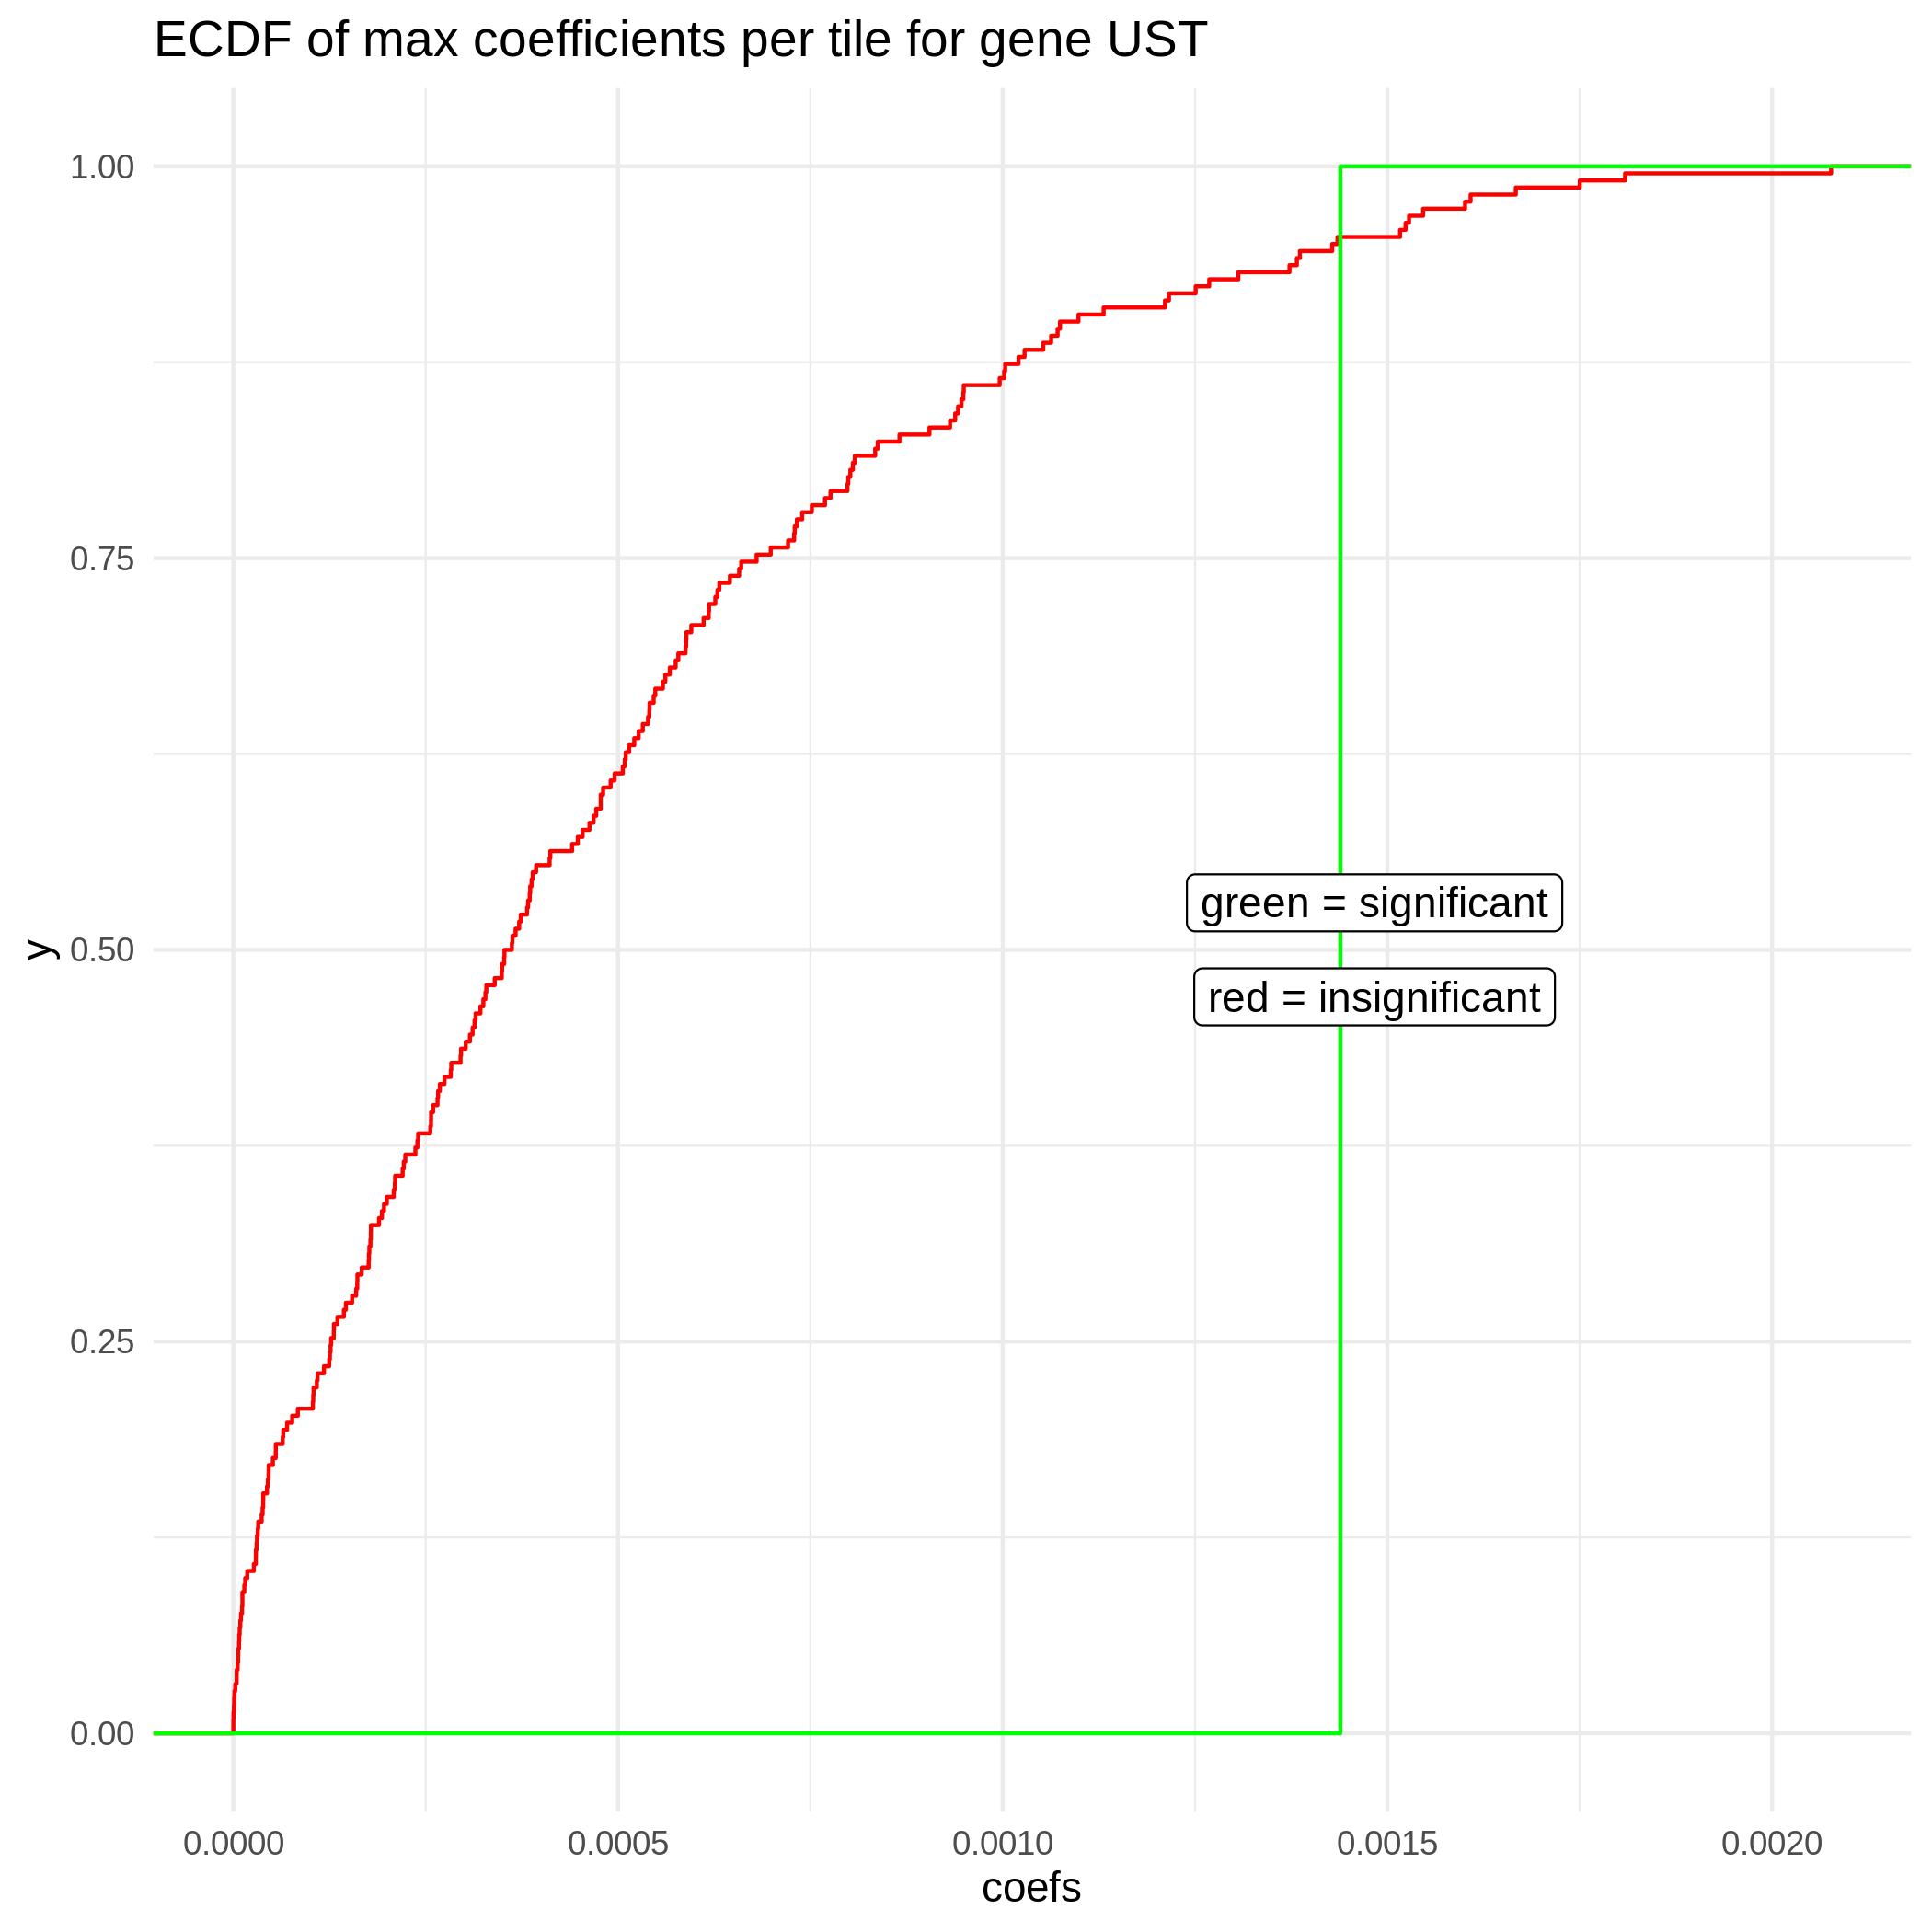 ECDF of max coefficients per tile for gene UST
1.00
0.75
0.50
0.25
0.00
y
green = significant
red = insignificant
0.0000 0.0005 0.0010 0.0015 0.0020
coefs